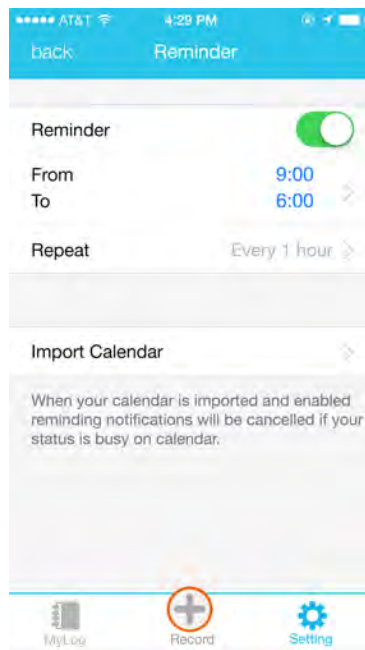 AT&T 4:29 PM
back Reminder
Reminder
From 9:00
To 6:00
Repeat Every 1 hour
Import Calendar
When your calendar is imported and enabled
reminding notifications will be cancelled if your
status is busy on calendar.
MyLog Record Setting